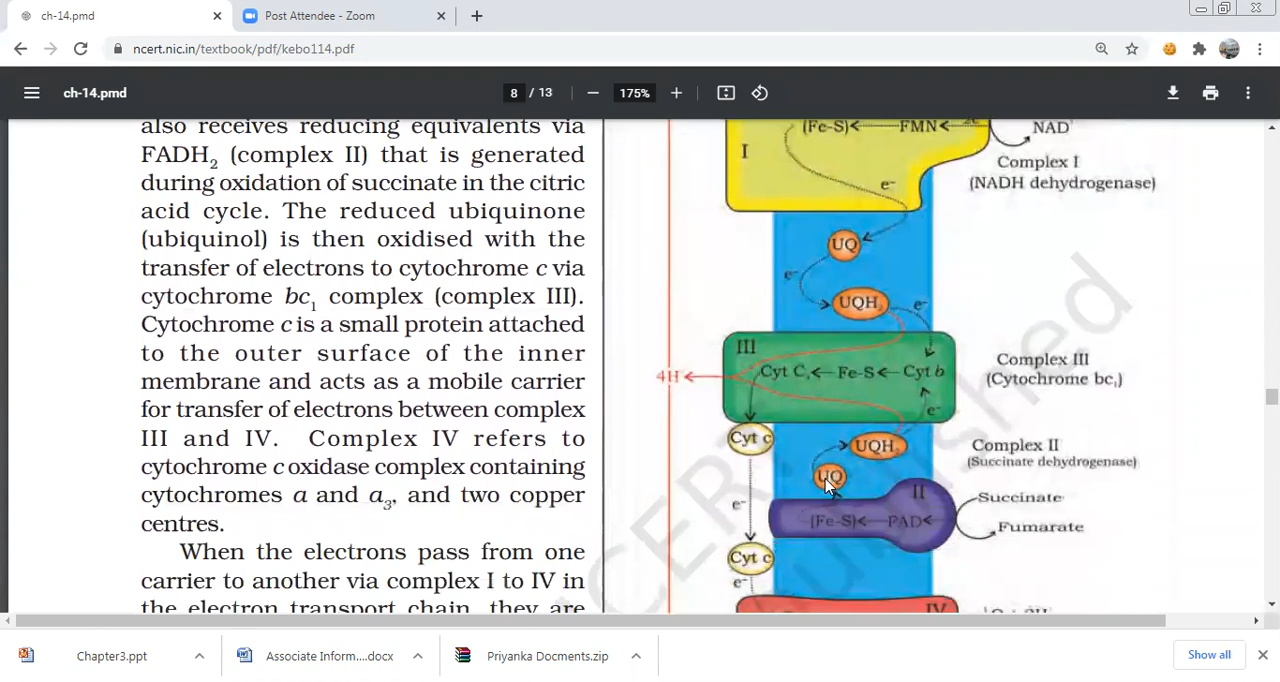 ch-14.pmd
Post Attendee - Zoom
ncert.nic.in/textbook/pdf/kebo114.pdf
ch-14.pmd
8 / 13
175%
also receives reducing equivalents via
FADH2 (complex II) that is generated
during oxidation of succinate in the citric
acid cycle. The reduced ubiquinone
(ubiquinol) is then oxidised with the
transfer of electrons to cytochrome c via
cytochrome bc1 complex (complex III).
Cytochrome c is a small protein attached
to the outer surface of the inner
membrane and acts as a mobile carrier
for transfer of electrons between complex
III and IV. Complex IV refers to
cytochrome c oxidase complex containing
cytochromes a and a3, and two copper
centres.
When the electrons pass from one
carrier to another via complex I to IV in
the electron transport chain, they are
(Fe-S) FMN
NAD+
I
Complex I
(NADH dehydrogenase)
e-
UQ
e-
UQH2
e-
III
4H+
Cyt C1 Fe-S Cyt b
Complex III
(Cytochrome bc1)
e-
Cyt c
UQH2
Complex II
(Succinate dehydrogenase)
UQ
II
Succinate
e-
(Fe-S) PAD
Fumarate
Cyt c
e-
IV
published
Chapter3.ppt
Associate Inform....docx
Priyanka Docments.zip
Show all